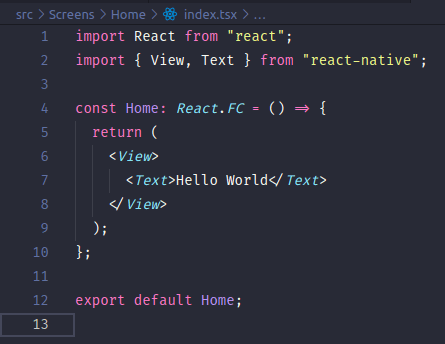 src > Screens > Home > index.tsx > ...
1 import React from "react";
2 import { View, Text } from "react-native";
3
4 const Home: React.FC = () => {
5   return (
6     <View>
7       <Text>Hello World</Text>
8     </View>
9   );
10 };
11
12 export default Home;
13